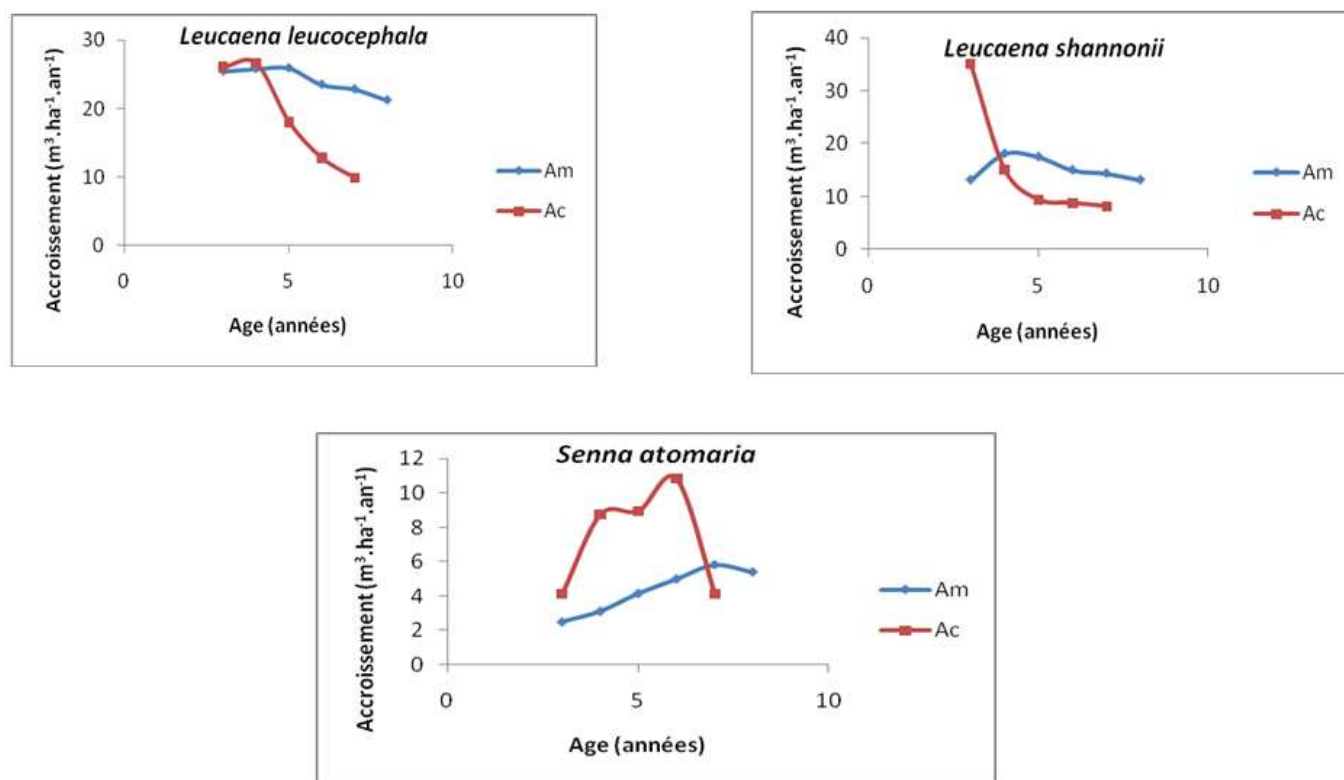 Leucaena leucocephala
Accroissement (m³.ha⁻¹.an⁻¹)
30
20
10
0
0
5
10
Age (années)
Am
Ac
Leucaena shannonii
Accroissement (m³.ha⁻¹.an⁻¹)
40
30
20
10
0
0
5
10
Age (années)
Am
Ac
Senna atomaria
Accroissement (m³.ha⁻¹.an⁻¹)
12
10
8
6
4
2
0
0
5
10
Age (années)
Am
Ac